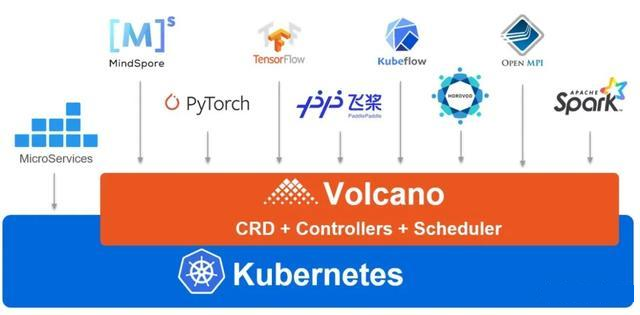 [M]s
MindSpore
TensorFlow
Kubeflow
OPEN MPI
PyTorch
飞桨
PaddlePaddle
HOROVOD
APACHE
Spark
MicroServices
Volcano
CRD + Controllers + Scheduler
Kubernetes